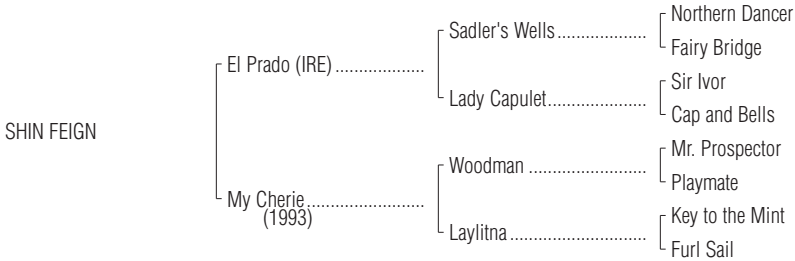 Northern Dancer
Sadler's Wells....................
Fairy Bridge
El Prado (IRE) ....................
Sir Ivor
Lady Capulet......................
Cap and Bells
SHIN FEIGN
Mr. Prospector
Woodman ..........................
Playmate
My Cherie..........................
(1993)
Key to the Mint
Laylitna..............................
Furl Sail